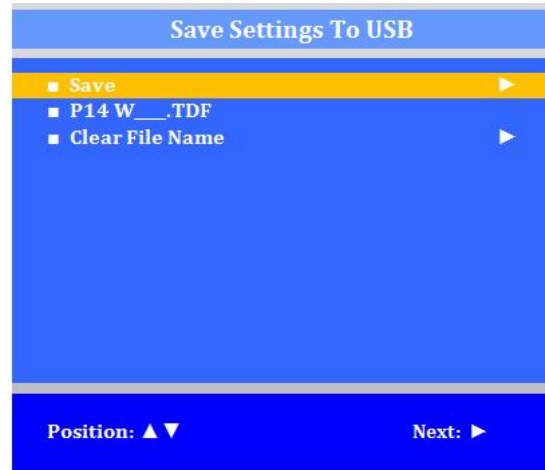 Save Settings To USB
■ Save ►
■ P14 W___.TDF
■ Clear File Name ►
Position: ▲ ▼ Next: ►